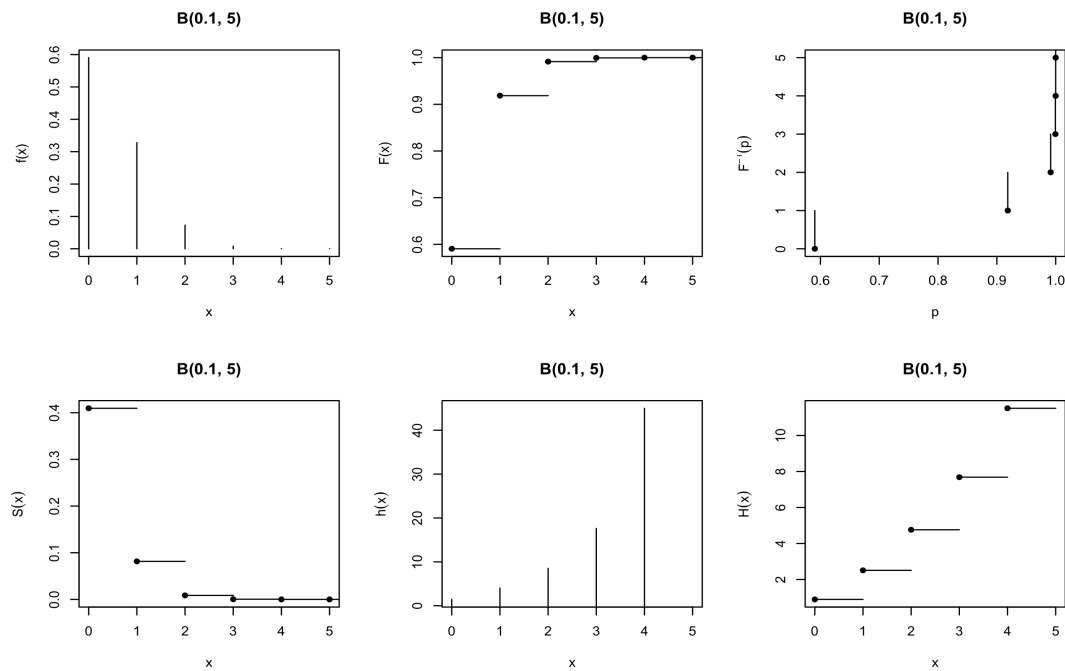 B(0.1, 5)
f(x)
0.6
0.5
0.4
0.3
0.2
0.1
0.0
0 1 2 3 4 5
x
B(0.1, 5)
F(x)
1.0
0.9
0.8
0.7
0.6
0 1 2 3 4 5
x
B(0.1, 5)
F⁻¹(p)
5
4
3
2
1
0
0.6 0.7 0.8 0.9 1.0
p
B(0.1, 5)
S(x)
0.4
0.3
0.2
0.1
0.0
0 1 2 3 4 5
x
B(0.1, 5)
h(x)
40
30
20
10
0
0 1 2 3 4 5
x
B(0.1, 5)
H(x)
10
8
6
4
2
0 1 2 3 4 5
x